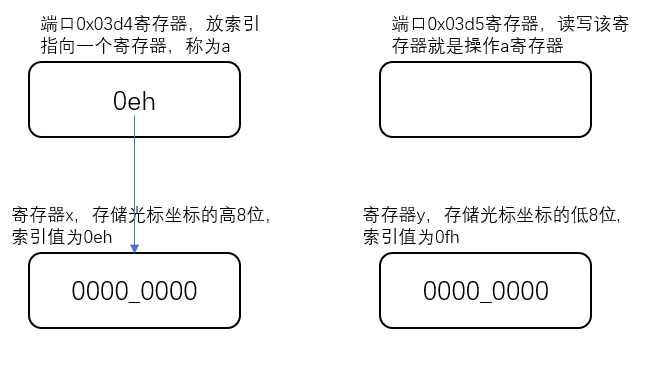 端口0x03d4寄存器，放索引
指向一个寄存器，称为a
端口0x03d5寄存器，读写该寄
存器就是操作a寄存器
0eh
寄存器x，存储光标坐标的高8位，
索引值为0eh
寄存器y，存储光标坐标的低8位,
索引值为0fh
0000_0000
0000_0000